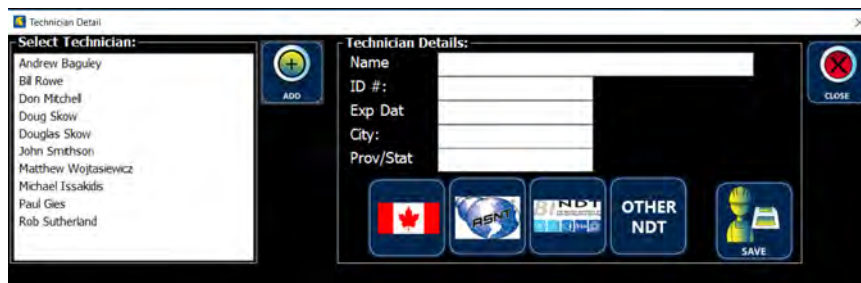 Technician Detail
Select Technician:
Andrew Baguley
Bill Rowe
Don Mitchell
Doug Skow
Douglas Skow
John Smithson
Matthew Wojtasiewicz
Michael Issakidis
Paul Gies
Rob Sutherland
ADD
Technician Details:
Name
ID #:
Exp Dat
City:
Prov/Stat
ASNT
BINDT
OTHER
NDT
SAVE
CLOSE